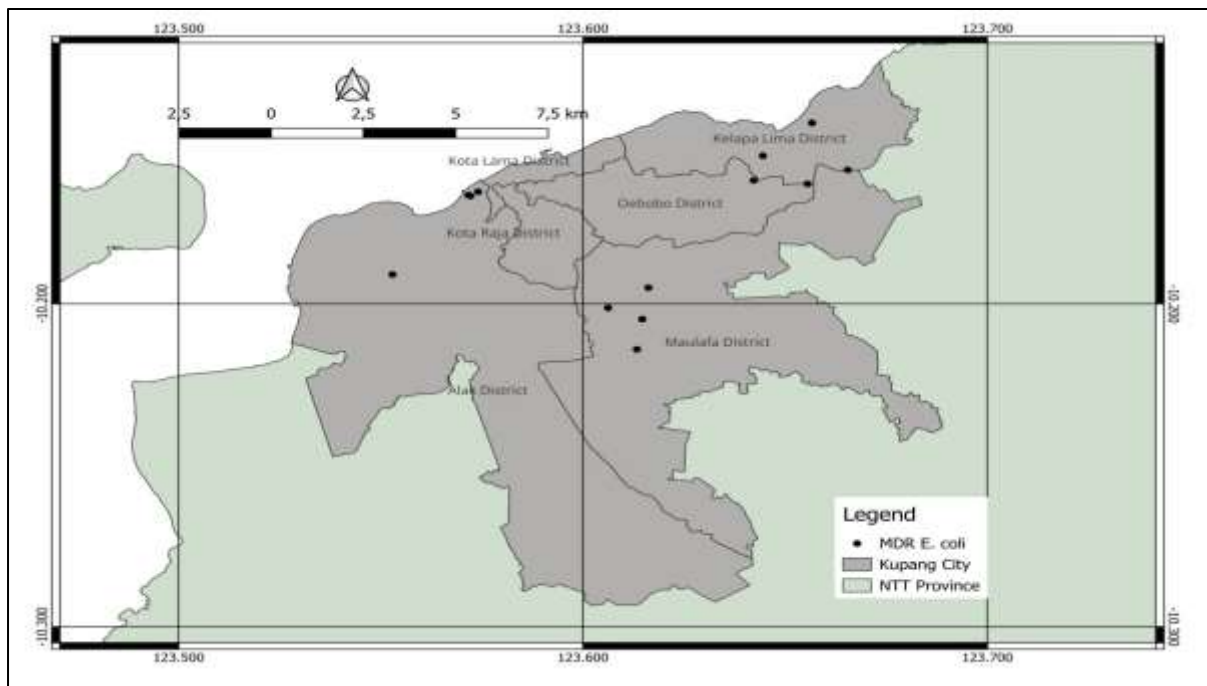 123.500 123.600 123.700
2,5 0 2,5 5 7,5 km
Kelapa Lima District
Kota Lama District
Oebobo District
Kota Raja District
-10.200 -10.200
Maulafa District
Alak District
Legend
MDR E. coli
Kupang City
NTT Province
-10.300 -10.300
123.500 123.600 123.700